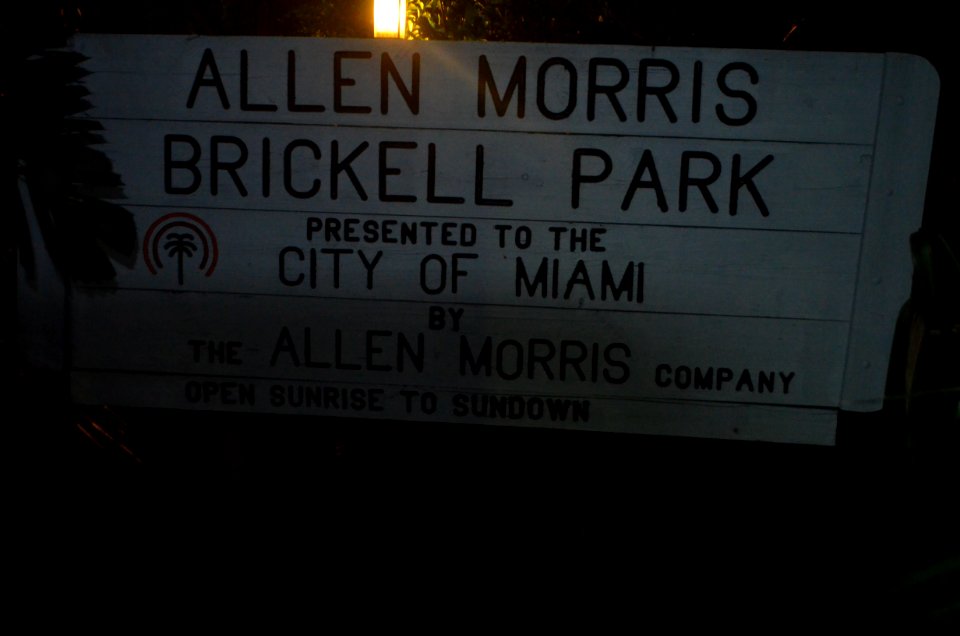 ALLEN MORRIS
BRICKELL PARK
PRESENTED TO THE
CITY OF MIAMI
BY
THE ALLEN MORRIS COMPANY
OPEN SUNRISE TO SUNDOWN